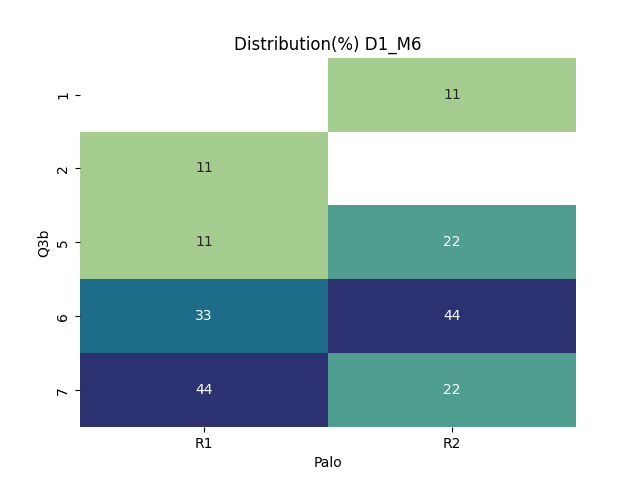 Distribution(%) D1_M6
1 11
2 11
5 11 22
6 33 44
7 44 22
Q3b
R1 R2
Palo